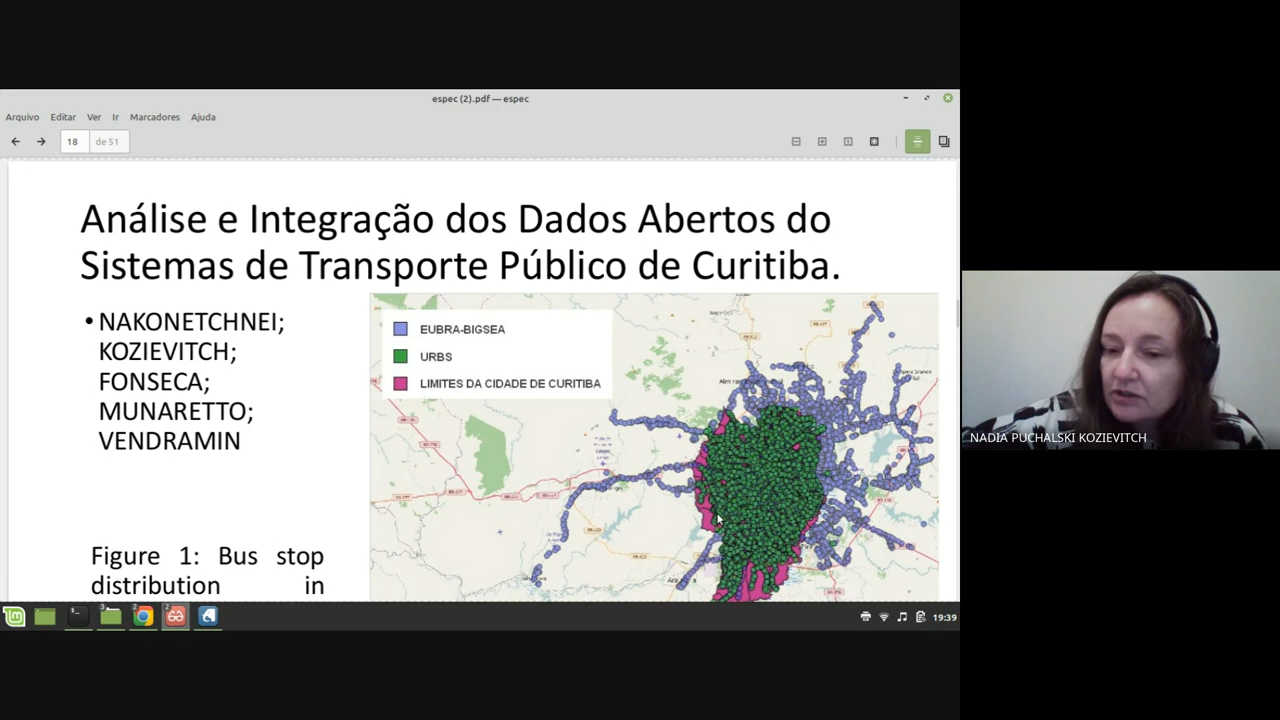 espec (2).pdf — espec
Arquivo Editar Ver Ir Marcadores Ajuda
18 de 51
Análise e Integração dos Dados Abertos do
Sistemas de Transporte Público de Curitiba.
• NAKONETCHNEI;
KOZIEVITCH;
FONSECA;
MUNARETTO;
VENDRAMIN
Figure 1: Bus stop
distribution in
EUBRA-BIGSEA
URBS
LIMITES DA CIDADE DE CURITIBA
NADIA PUCHALSKI KOZIEVITCH
19:39